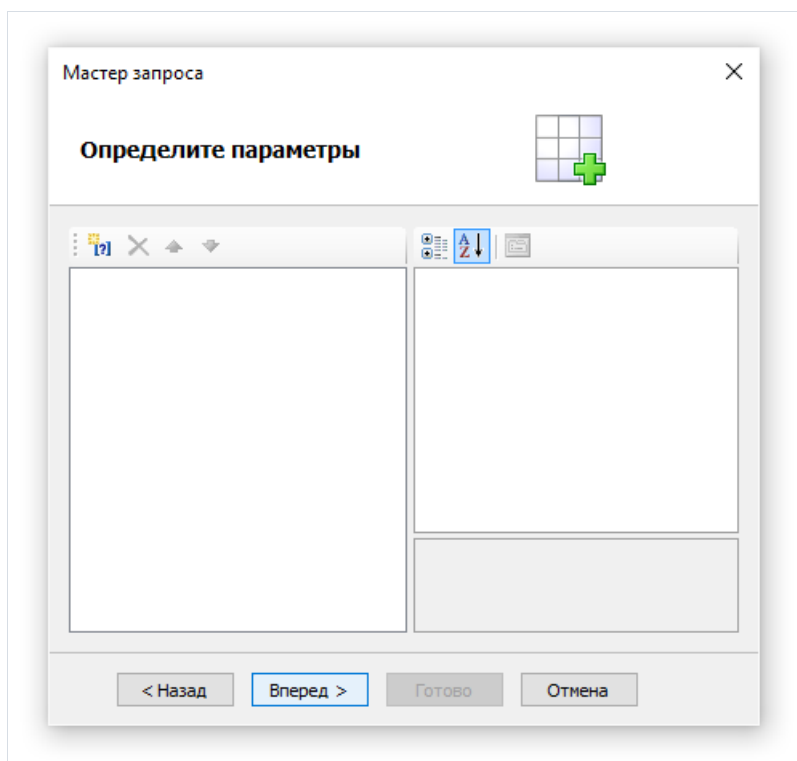 Мастер запроса
Определите параметры
[?]
A
Z
< Назад
Вперед >
Готово
Отмена